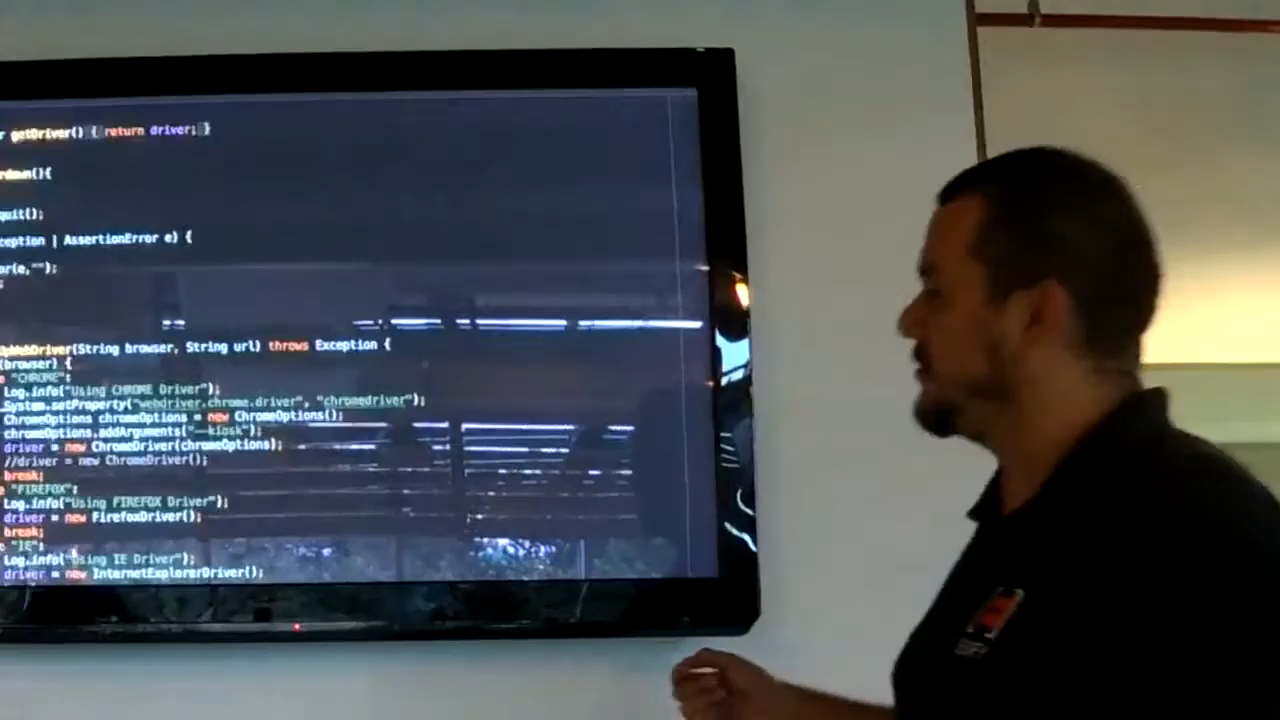 getDriver() { return driver; }
down(){
quit();
ception | AssertionError e) {
or(e,"");
WebDriver(String browser, String url) throws Exception {
(browser) {
"CHROME":
Log.info("Using CHROME Driver");
System.setProperty("webdriver.chrome.driver", "chromedriver");
ChromeOptions chromeOptions = new ChromeOptions();
chromeOptions.addArguments("--kiosk");
driver = new ChromeDriver(chromeOptions);
//driver = new ChromeDriver();
break;
"FIREFOX":
Log.info("Using FIREFOX Driver");
driver = new FirefoxDriver();
break;
"IE":
Log.info("Using IE Driver");
driver = new InternetExplorerDriver();